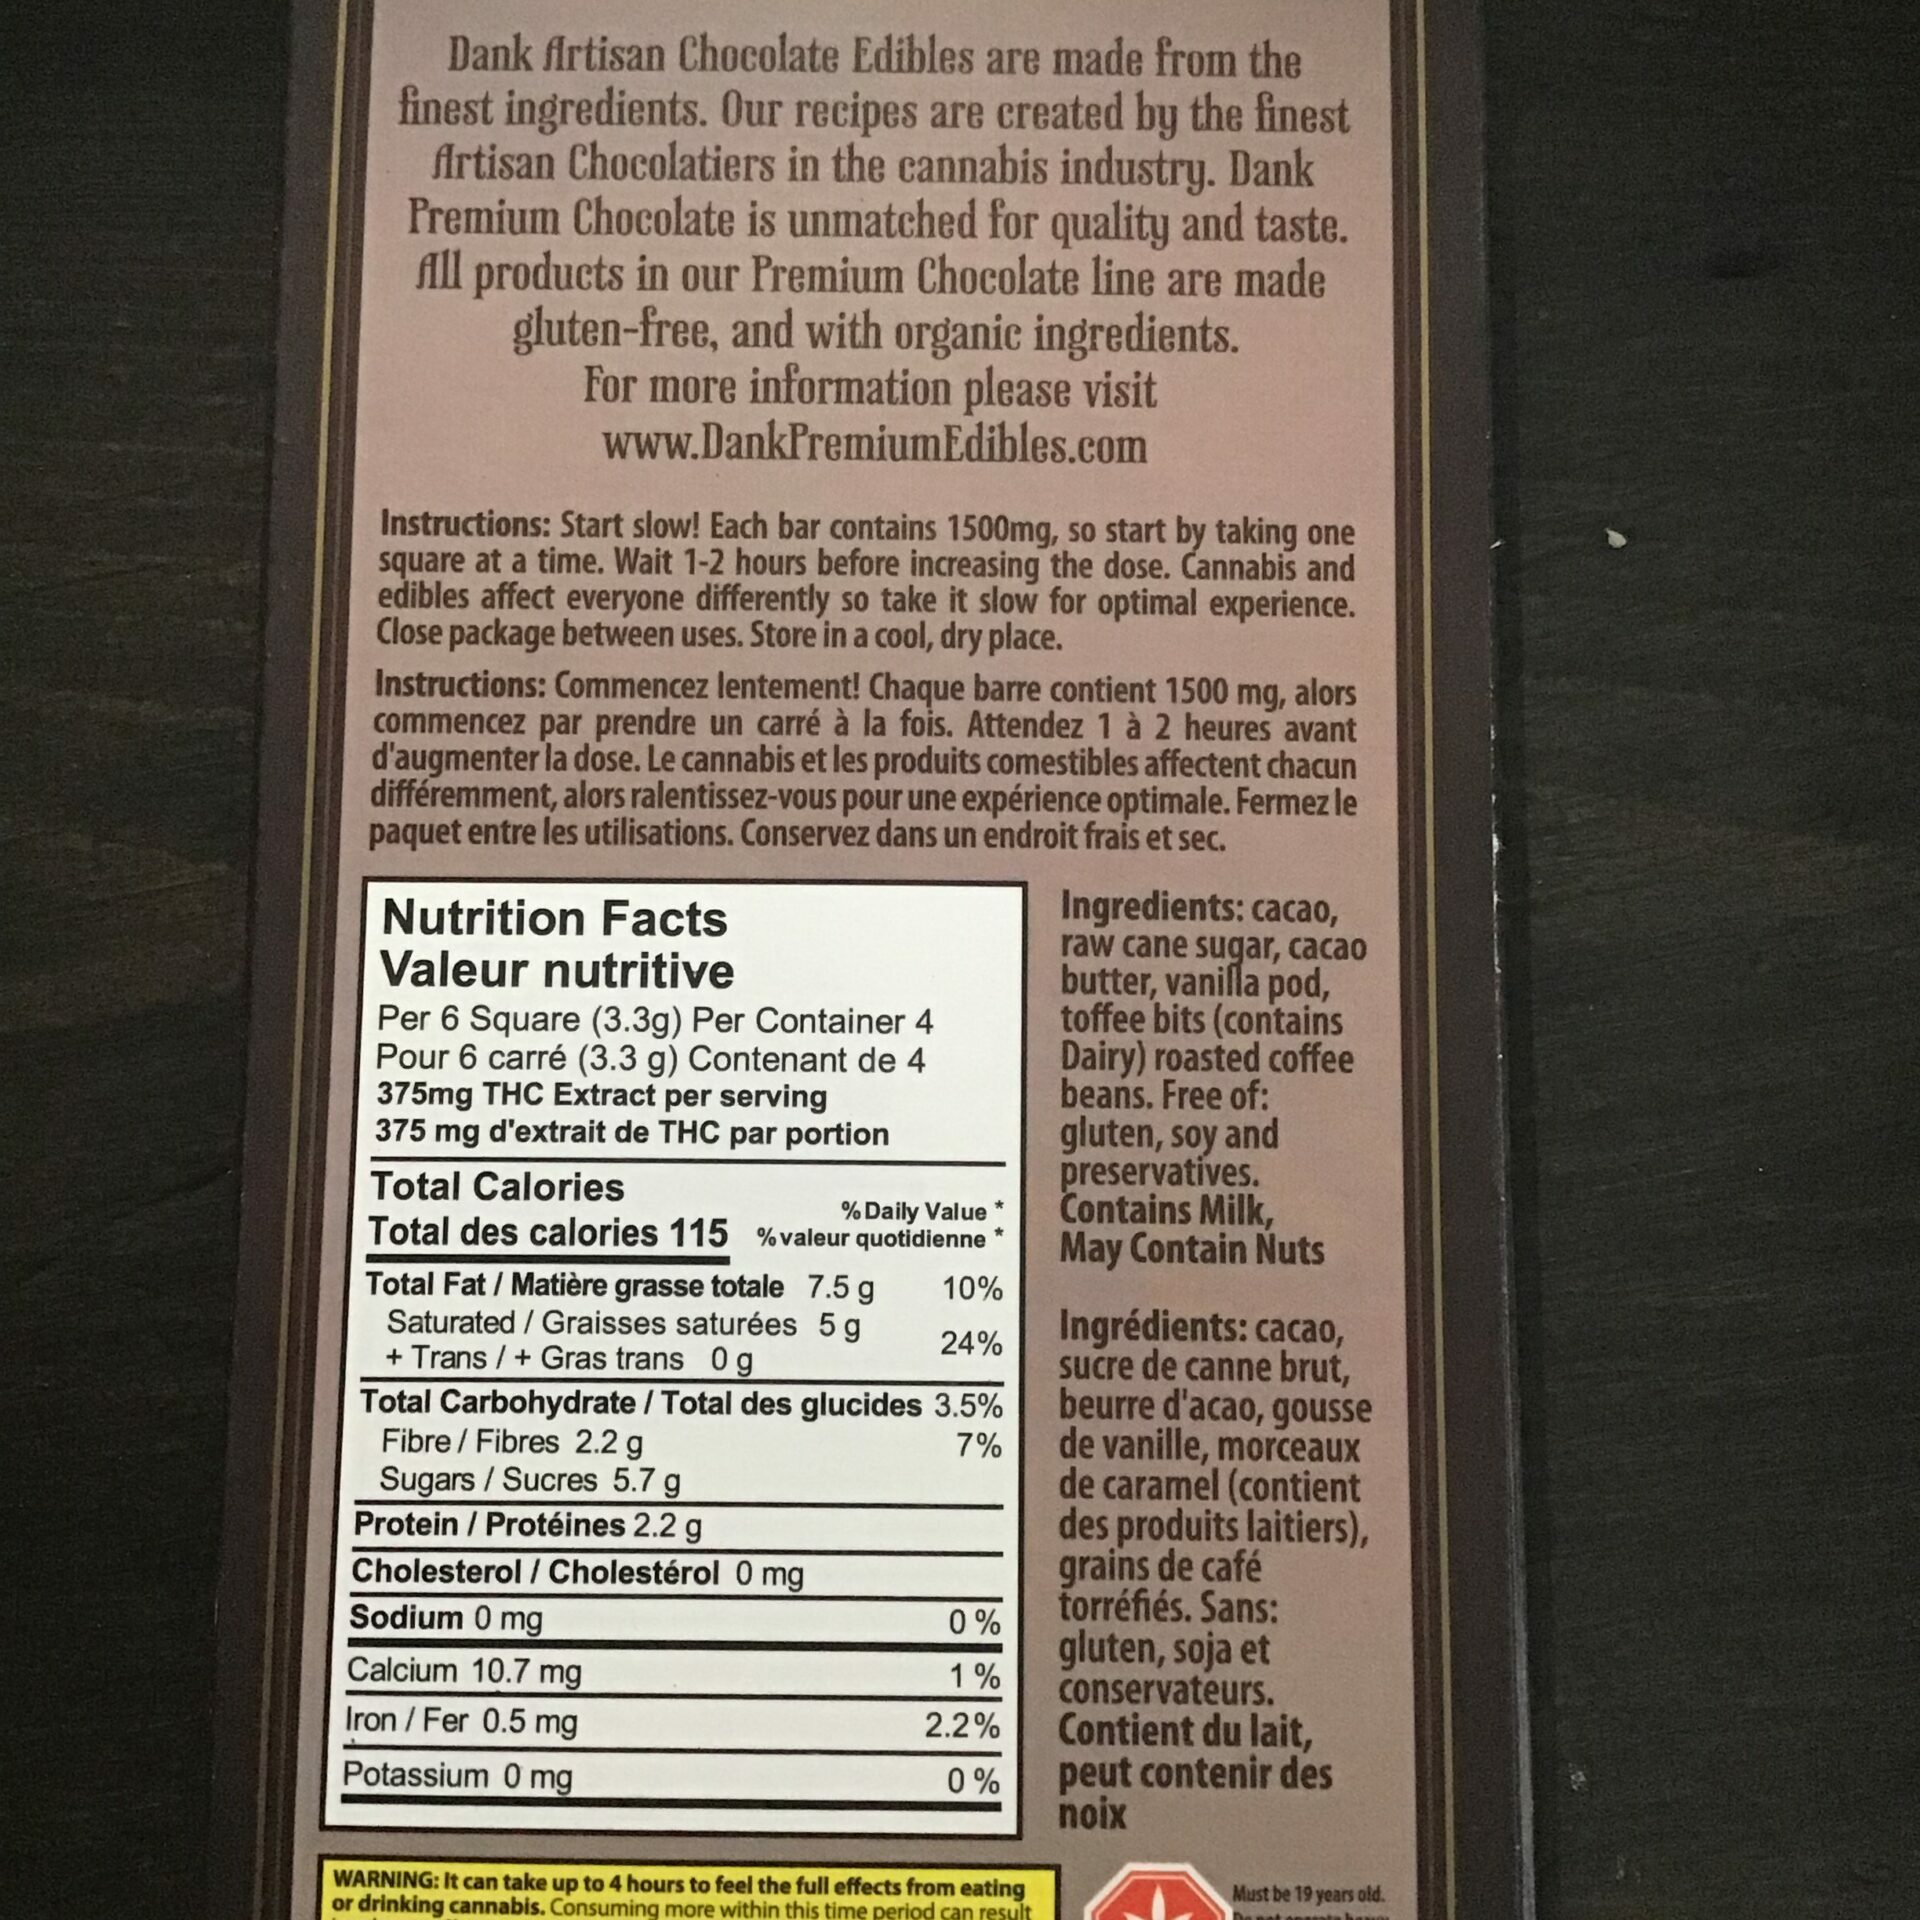 Dank Artisan Chocolate Edibles are made from the
finest ingredients. Our recipes are created by the finest
Artisan Chocolatiers in the cannabis industry. Dank
Premium Chocolate is unmatched for quality and taste.
All products in our Premium Chocolate line are made
gluten-free, and with organic ingredients.
For more information please visit
www.DankPremiumEdibles.com
Instructions: Start slow! Each bar contains 1500mg, so start by taking one
square at a time. Wait 1-2 hours before increasing the dose. Cannabis and
edibles affect everyone differently so take it slow for optimal experience.
Close package between uses. Store in a cool, dry place.
Instructions: Commencez lentement! Chaque barre contient 1500 mg, alors
commencez par prendre un carré à la fois. Attendez 1 à 2 heures avant
d'augmenter la dose. Le cannabis et les produits comestibles affectent chacun
différemment, alors ralentissez-vous pour une expérience optimale. Fermez le
paquet entre les utilisations. Conservez dans un endroit frais et sec.
Nutrition Facts
Valeur nutritive
Per 6 Square (3.3g) Per Container 4
Pour 6 carré (3.3 g) Contenant de 4
375mg THC Extract per serving
375 mg d'extrait de THC par portion
Total Calories
Total des calories 115
% Daily Value *
% valeur quotidienne *
Total Fat / Matière grasse totale 7.5 g 10%
Saturated / Graisses saturées 5 g
+ Trans / + Gras trans 0 g
24%
Total Carbohydrate / Total des glucides 3.5%
Fibre / Fibres 2.2 g 7%
Sugars / Sucres 5.7 g
Protein / Protéines 2.2 g
Cholesterol / Cholestérol 0 mg
Sodium 0 mg 0 %
Calcium 10.7 mg 1 %
Iron / Fer 0.5 mg 2.2%
Potassium 0 mg 0 %
Ingredients: cacao,
raw cane sugar, cacao
butter, vanilla pod,
toffee bits (contains
Dairy) roasted coffee
beans. Free of:
gluten, soy and
preservatives.
Contains Milk,
May Contain Nuts
Ingrédients: cacao,
sucre de canne brut,
beurre d'acao, gousse
de vanille, morceaux
de caramel (contient
des produits laitiers),
grains de café
torréfiés. Sans:
gluten, soja et
conservateurs.
Contient du lait,
peut contenir des
noix
WARNING: It can take up to 4 hours to feel the full effects from eating
or drinking cannabis. Consuming more within this time period can result
Must be 19 years old.